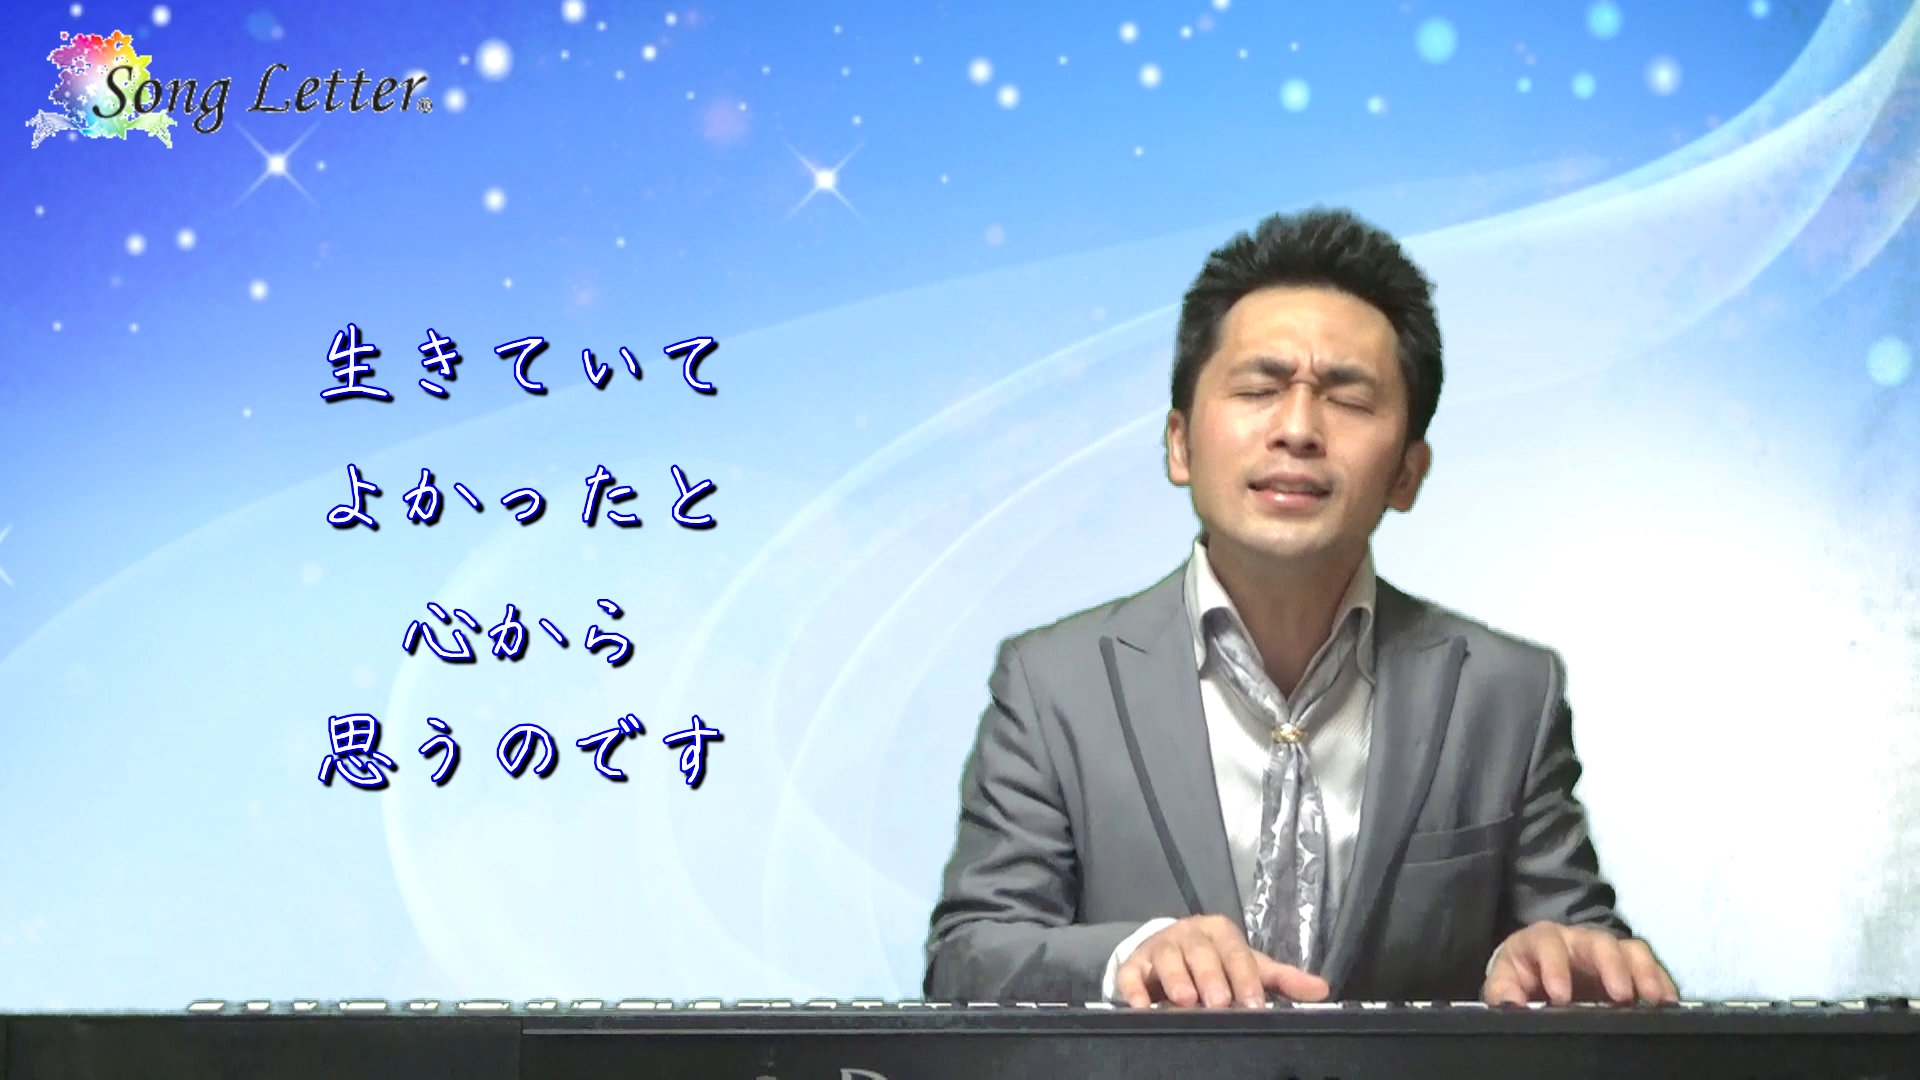 Song Letter®
生きていて
よかったと
心から
思うのです